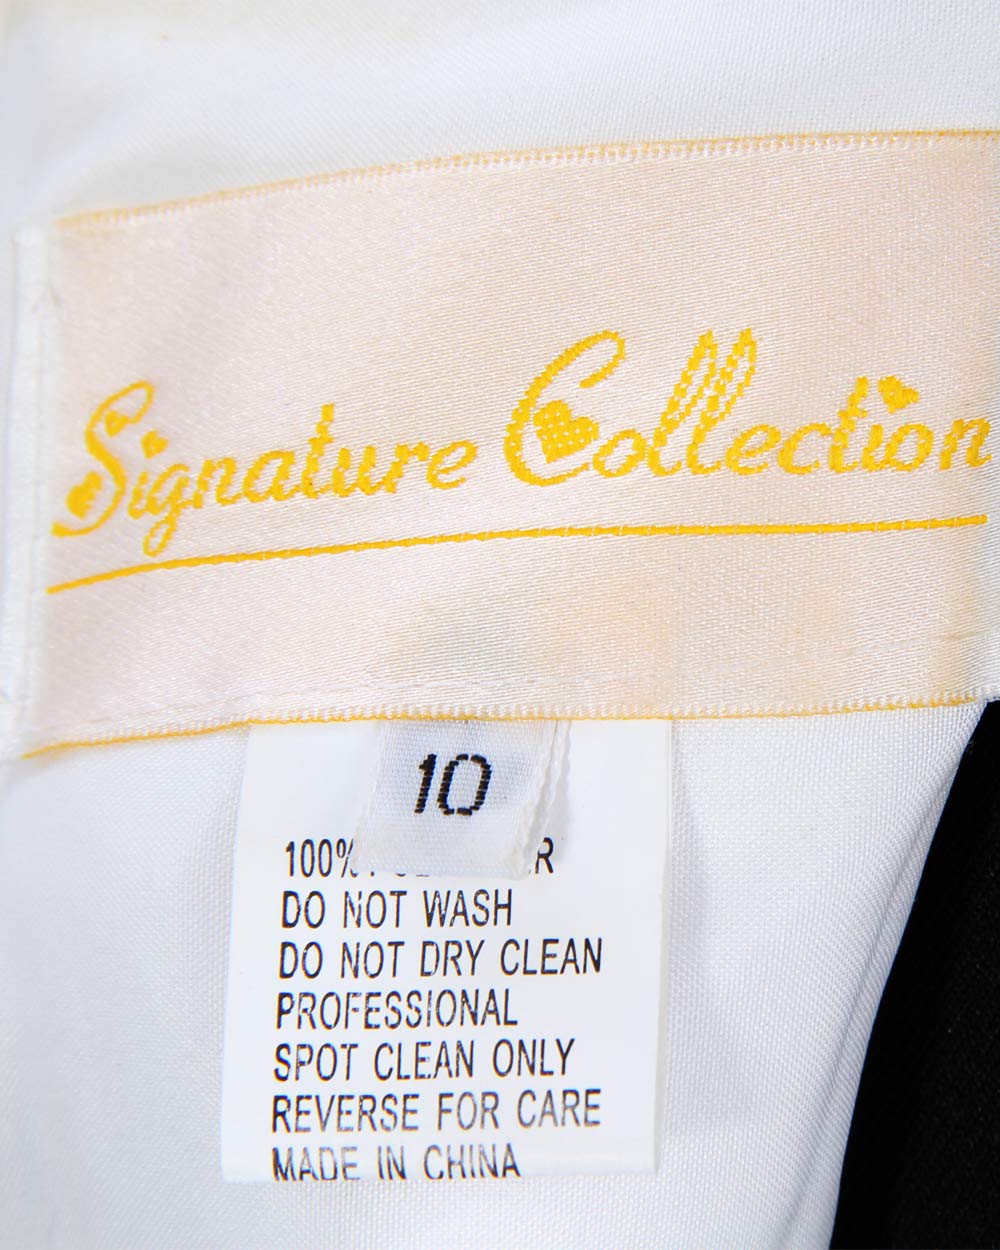 Signature Collection
10
100%
DO NOT WASH
DO NOT DRY CLEAN
PROFESSIONAL
SPOT CLEAN ONLY
REVERSE FOR CARE
MADE IN CHINA